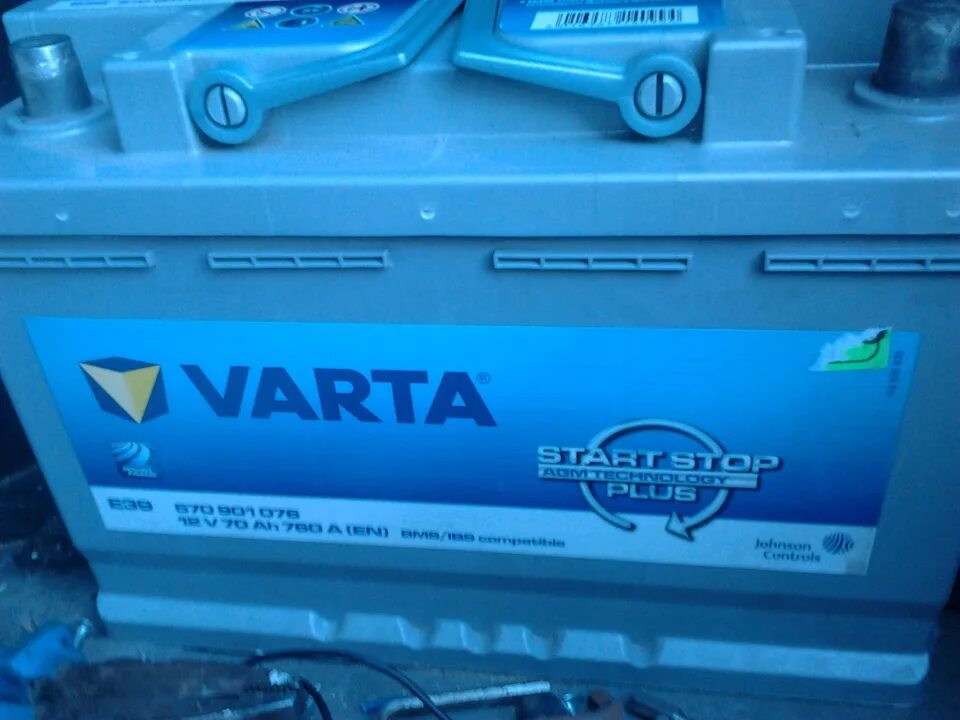 VARTA®
START STOP
AGM TECHNOLOGY
PLUS
E39 570 901 076
12 V 70 Ah 760 A (EN) BMS/IBS compatible
Johnson
Controls